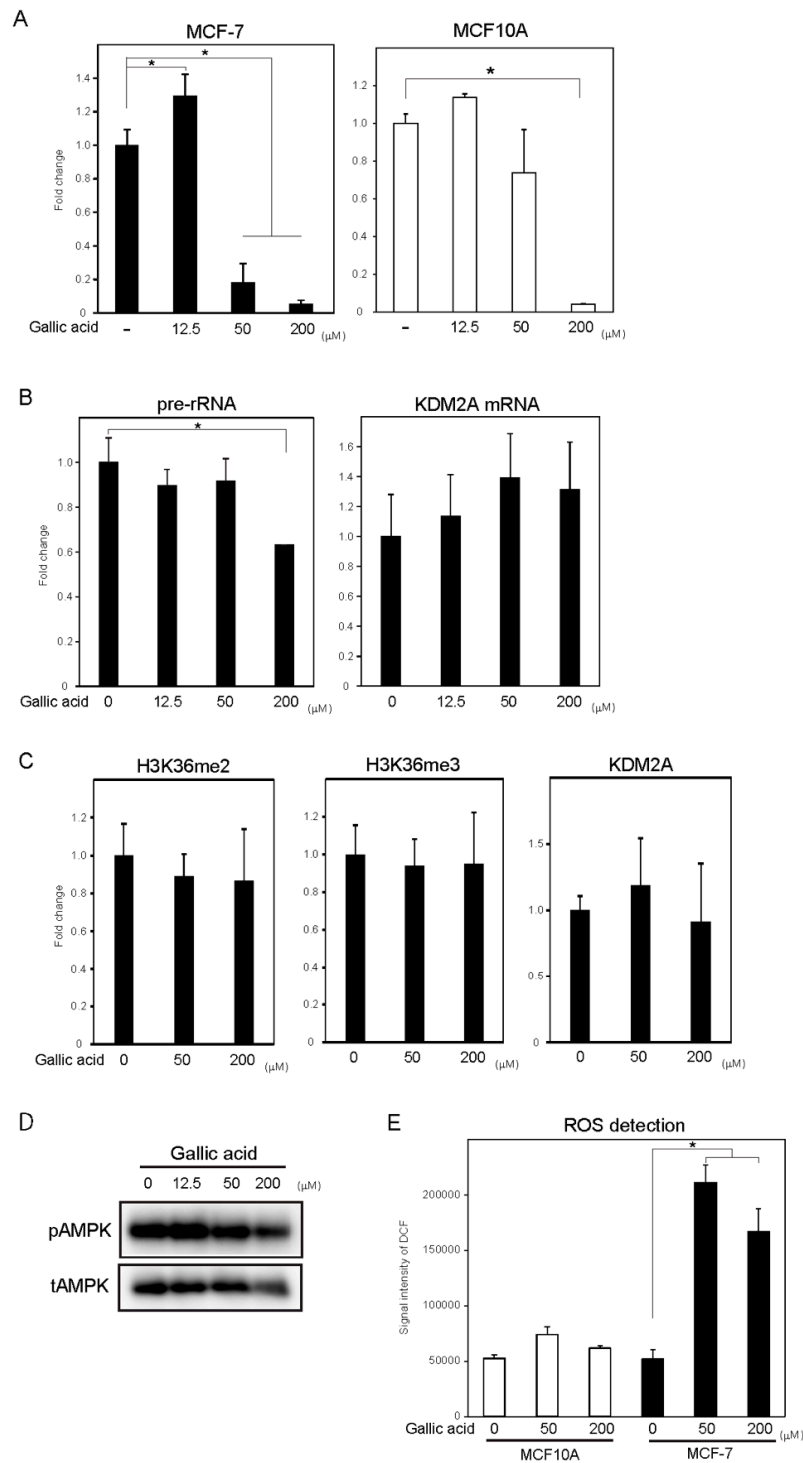 A
MCF-7
MCF10A
Fold change
1.4
1.2
1.0
0.8
0.6
0.4
0.2
0
*
*
1.2
1.0
0.8
0.6
0.4
0.2
0
*
Gallic acid – 12.5 50 200 (μM)
– 12.5 50 200 (μM)
B
pre-rRNA
KDM2A mRNA
Fold change
1.0
0.8
0.6
0.4
0.2
0
*
1.6
1.4
1.2
1.0
0.8
0.6
0.4
0.2
0
Gallic acid 0 12.5 50 200 (μM)
0 12.5 50 200 (μM)
C
H3K36me2
H3K36me3
KDM2A
Fold change
1.2
1.0
0.8
0.6
0.4
0.2
0
1.2
1.0
0.8
0.6
0.4
0.2
0
1.5
1.0
0.5
0
Gallic acid 0 50 200 (μM)
0 50 200 (μM)
0 50 200 (μM)
D
Gallic acid
0 12.5 50 200 (μM)
pAMPK
tAMPK
E
ROS detection
Signal intensity of DCF
200000
150000
100000
50000
0
*
Gallic acid 0 50 200 0 50 200 (μM)
MCF10A MCF-7